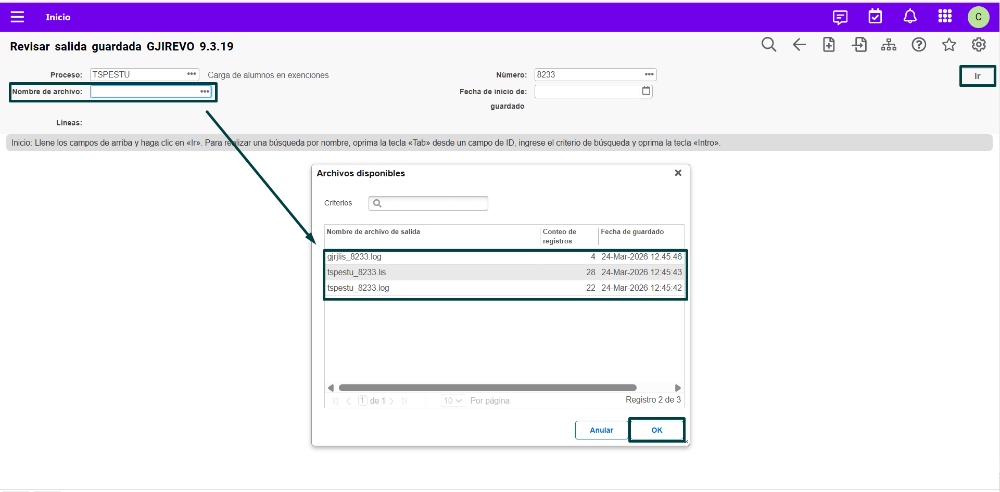 Inicio
C
Revisar salida guardada GJIREVO 9.3.19
Proceso: TSPESTU ••• Carga de alumnos en exenciones Número: 8233 •••
Ir
Nombre de archivo: ••• Fecha de inicio de:
guardado
Líneas:
Inicio: Llene los campos de arriba y haga clic en «Ir». Para realizar una búsqueda por nombre, oprima la tecla «Tab» desde un campo de ID, ingrese el criterio de búsqueda y oprima la tecla «Intro».
Archivos disponibles
Criterios
Nombre de archivo de salida Conteo de registros Fecha de guardado
gjrjlis_8233.log 4 24-Mar-2026 12:45:46
tspestu_8233.lis 28 24-Mar-2026 12:45:43
tspestu_8233.log 22 24-Mar-2026 12:45:42
1 de 1 10 Por página Registro 2 de 3
Anular OK